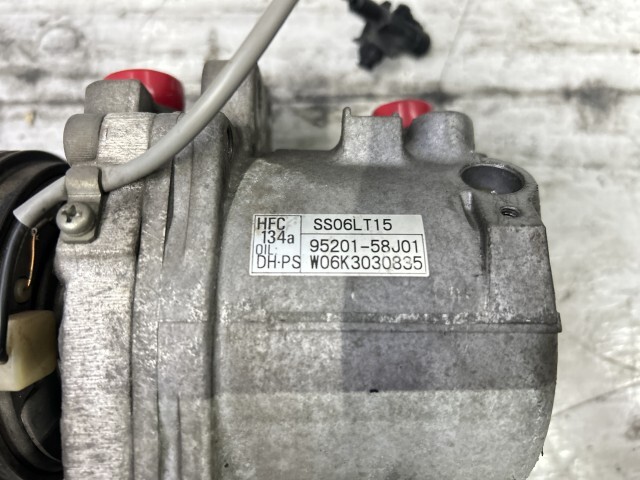 HFC
134a
OIL:
DH-PS
SS06LT15
95201-58J01
W06K3030835